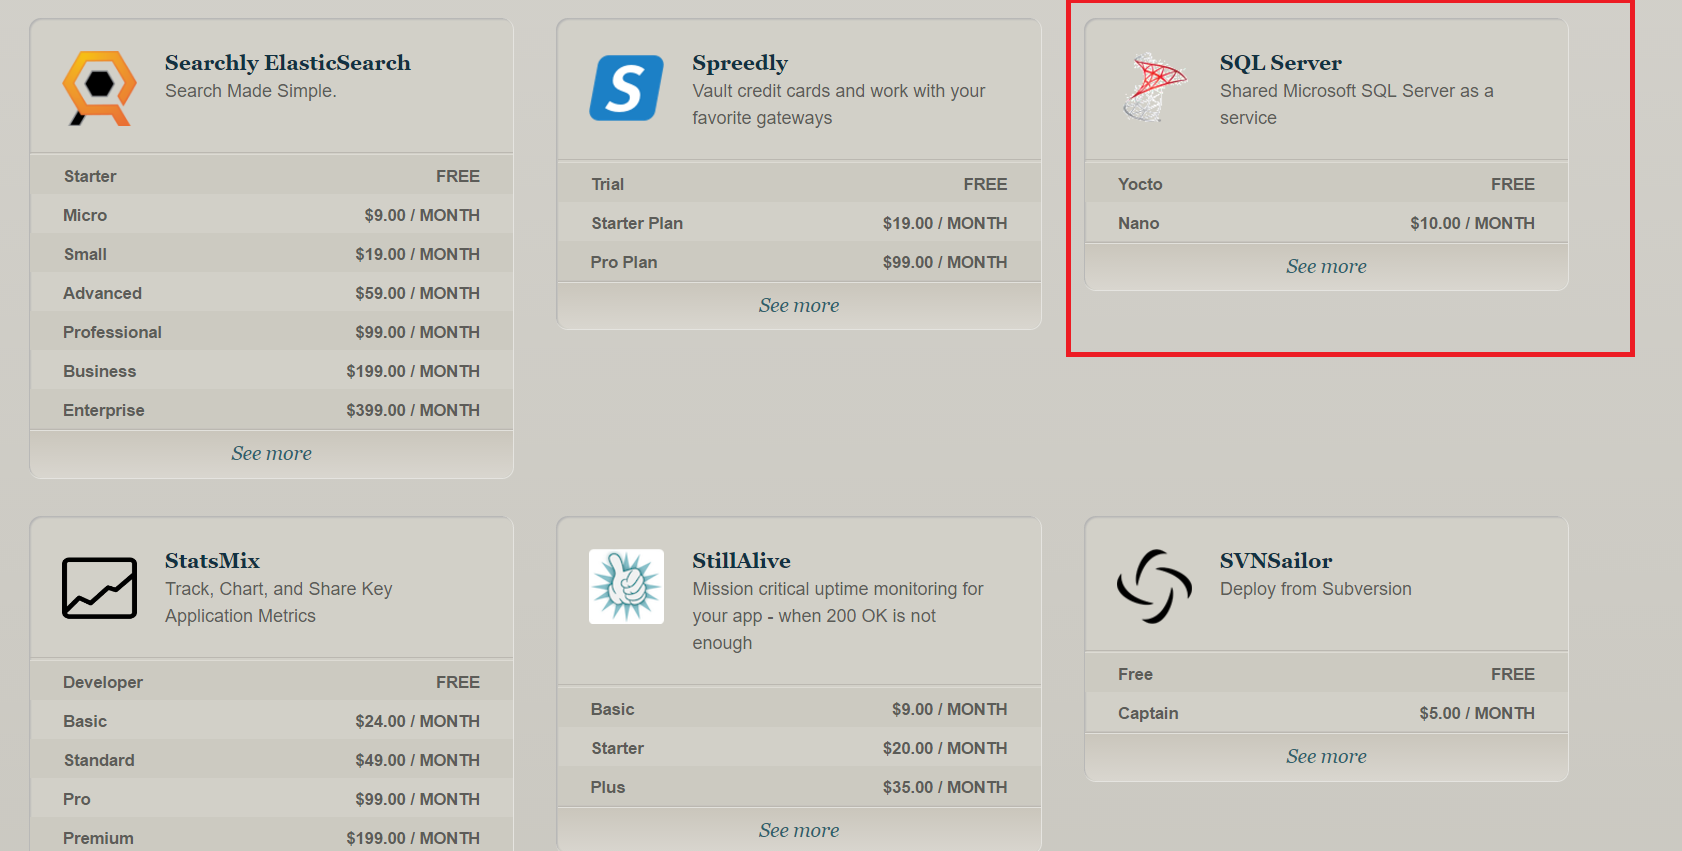 Searchly ElasticSearch
Search Made Simple.
Starter FREE
Micro $9.00 / MONTH
Small $19.00 / MONTH
Advanced $59.00 / MONTH
Professional $99.00 / MONTH
Business $199.00 / MONTH
Enterprise $399.00 / MONTH
See more
Spreedly
Vault credit cards and work with your
favorite gateways
Trial FREE
Starter Plan $19.00 / MONTH
Pro Plan $99.00 / MONTH
See more
SQL Server
Shared Microsoft SQL Server as a
service
Yocto FREE
Nano $10.00 / MONTH
See more
StatsMix
Track, Chart, and Share Key
Application Metrics
Developer FREE
Basic $24.00 / MONTH
Standard $49.00 / MONTH
Pro $99.00 / MONTH
Premium $199.00 / MONTH
StillAlive
Mission critical uptime monitoring for
your app - when 200 OK is not
enough
Basic $9.00 / MONTH
Starter $20.00 / MONTH
Plus $35.00 / MONTH
See more
SVNSailor
Deploy from Subversion
Free FREE
Captain $5.00 / MONTH
See more